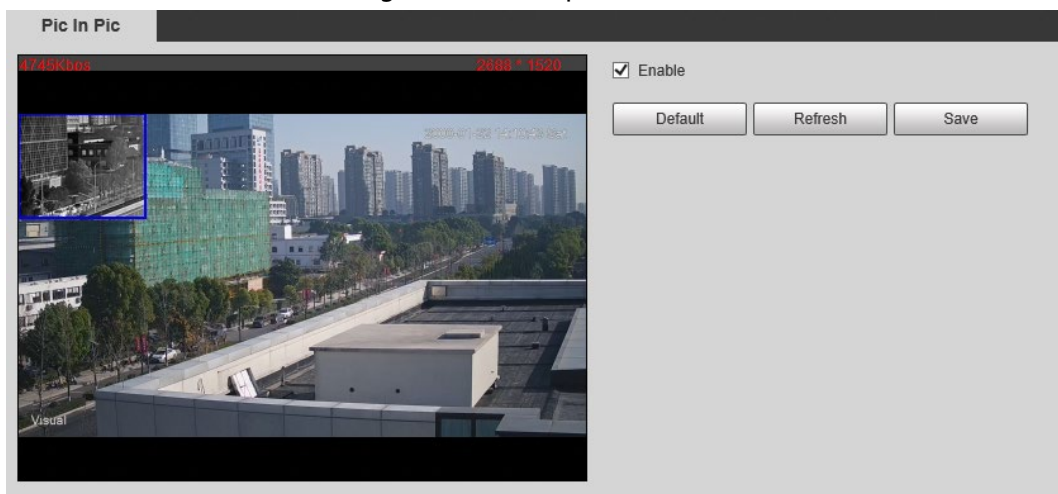 Pic In Pic
4745Kbps
2688 * 1520
Enable
Default
Refresh
Save
Visual